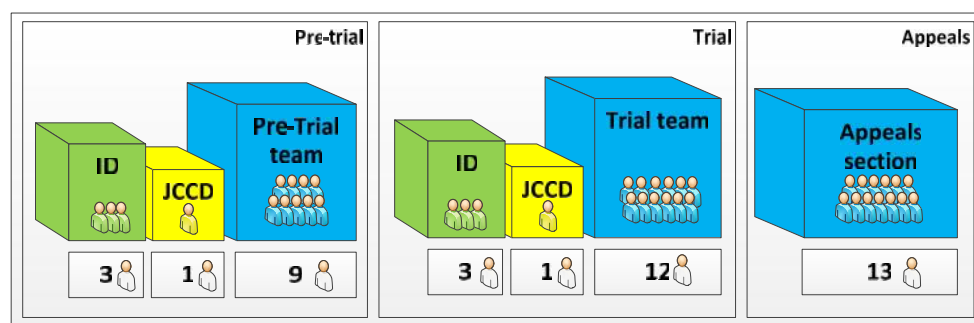 Pre-trial
ID
JCCD
Pre-Trial
team
3
1
9
Trial
ID
JCCD
Trial team
3
1
12
Appeals
Appeals
section
13